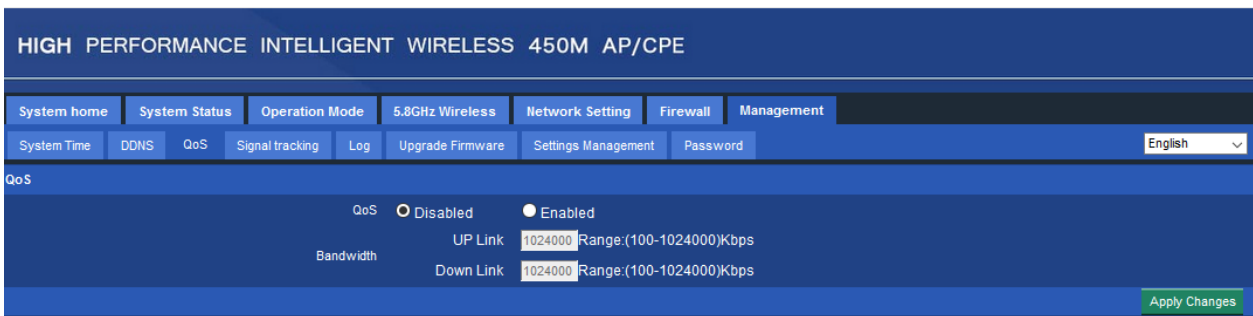 HIGH PERFORMANCE INTELLIGENT WIRELESS 450M AP/CPE
System home System Status Operation Mode 5.8GHz Wireless Network Setting Firewall Management
System Time DDNS QoS Signal tracking Log Upgrade Firmware Settings Management Password English
QoS
QoS Disabled Enabled
UP Link 1024000 Range:(100-1024000)Kbps
Bandwidth
Down Link 1024000 Range:(100-1024000)Kbps
Apply Changes